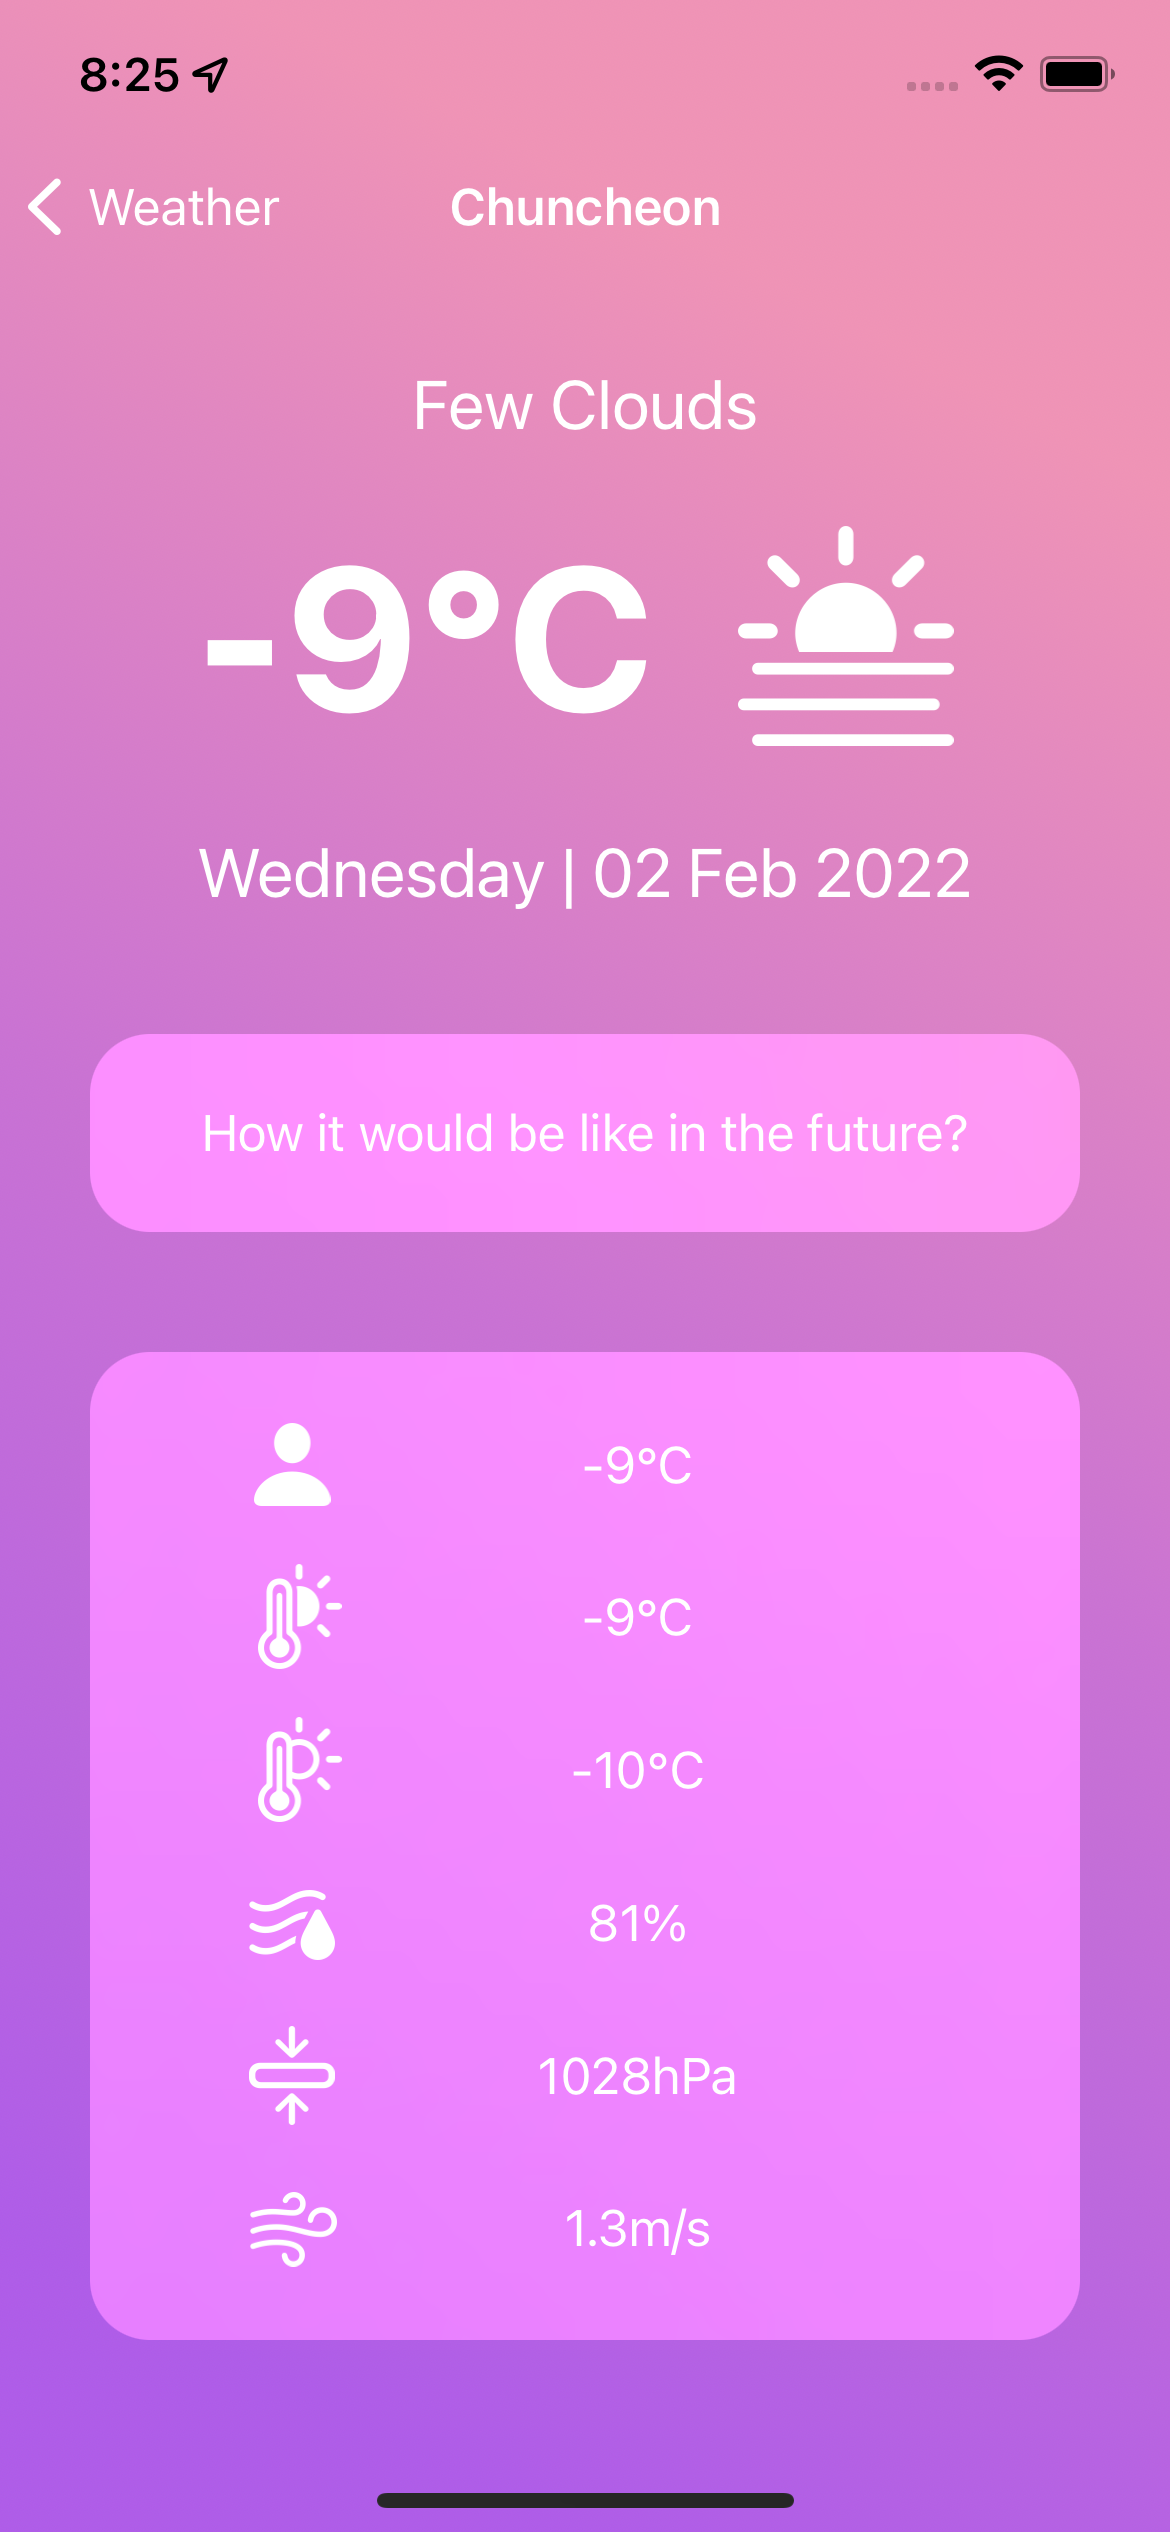 8:25
Weather
Chuncheon
Few Clouds
-9°C
Wednesday | 02 Feb 2022
How it would be like in the future?
-9°C
-9°C
-10°C
81%
1028hPa
1.3m/s